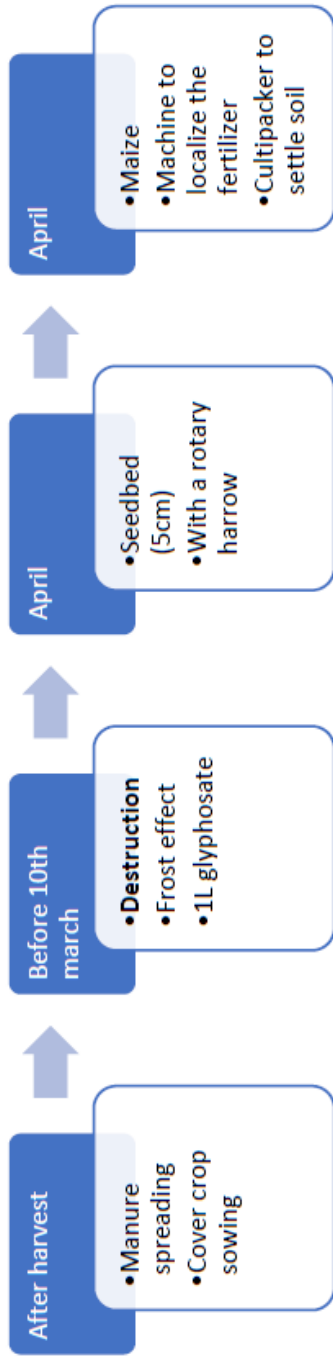 After harvest
•Manure
spreading
•Cover crop
sowing
Before 10th
march
•Destruction
•Frost effect
•1L glyphosate
April
•Seedbed
(5cm)
•With a rotary
harrow
April
•Maize
•Machine to
localize the
fertilizer
•Cultipacker to
settle soil